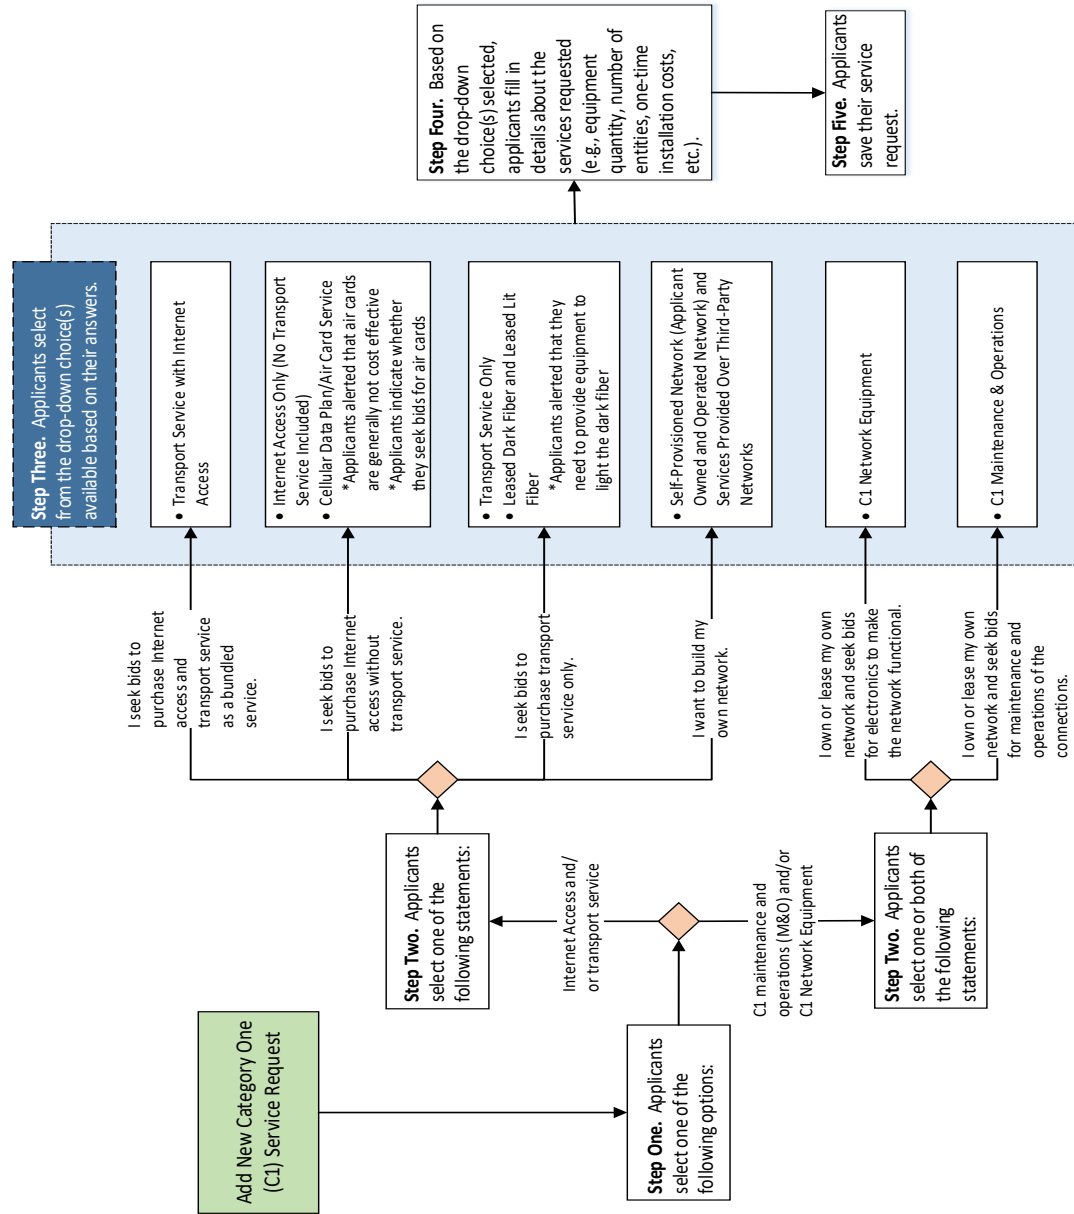 Add New Category One
(C1) Service Request
Step One. Applicants
select one of the
following options:
Internet Access and/
or transport service
C1 maintenance and
operations (M&O) and/or
C1 Network Equipment
Step Two. Applicants
select one of the
following statements:
Step Two. Applicants
select one or both of
the following
statements:
I seek bids to
purchase Internet
access and
transport service
as a bundled
service.
I seek bids to
purchase Internet
access without
transport service.
I seek bids to
purchase transport
service only.
I want to build my
own network.
I own or lease my own
network and seek bids
for electronics to make
the network functional.
I own or lease my own
network and seek bids
for maintenance and
operations of the
connections.
Step Three. Applicants select
from the drop-down choice(s)
available based on their answers.
• Transport Service with Internet
Access
• Internet Access Only (No Transport
Service Included)
• Cellular Data Plan/Air Card Service
*Applicants alerted that air cards
are generally not cost effective
*Applicants indicate whether
they seek bids for air cards
• Transport Service Only
• Leased Dark Fiber and Leased Lit
Fiber
*Applicants alerted that they
need to provide equipment to
light the dark fiber
• Self-Provisioned Network (Applicant
Owned and Operated Network) and
Services Provided Over Third-Party
Networks
• C1 Network Equipment
• C1 Maintenance & Operations
Step Four. Based on
the drop-down
choice(s) selected,
applicants fill in
details about the
services requested
(e.g., equipment
quantity, number of
entities, one-time
installation costs,
etc.).
Step Five. Applicants
save their service
request.